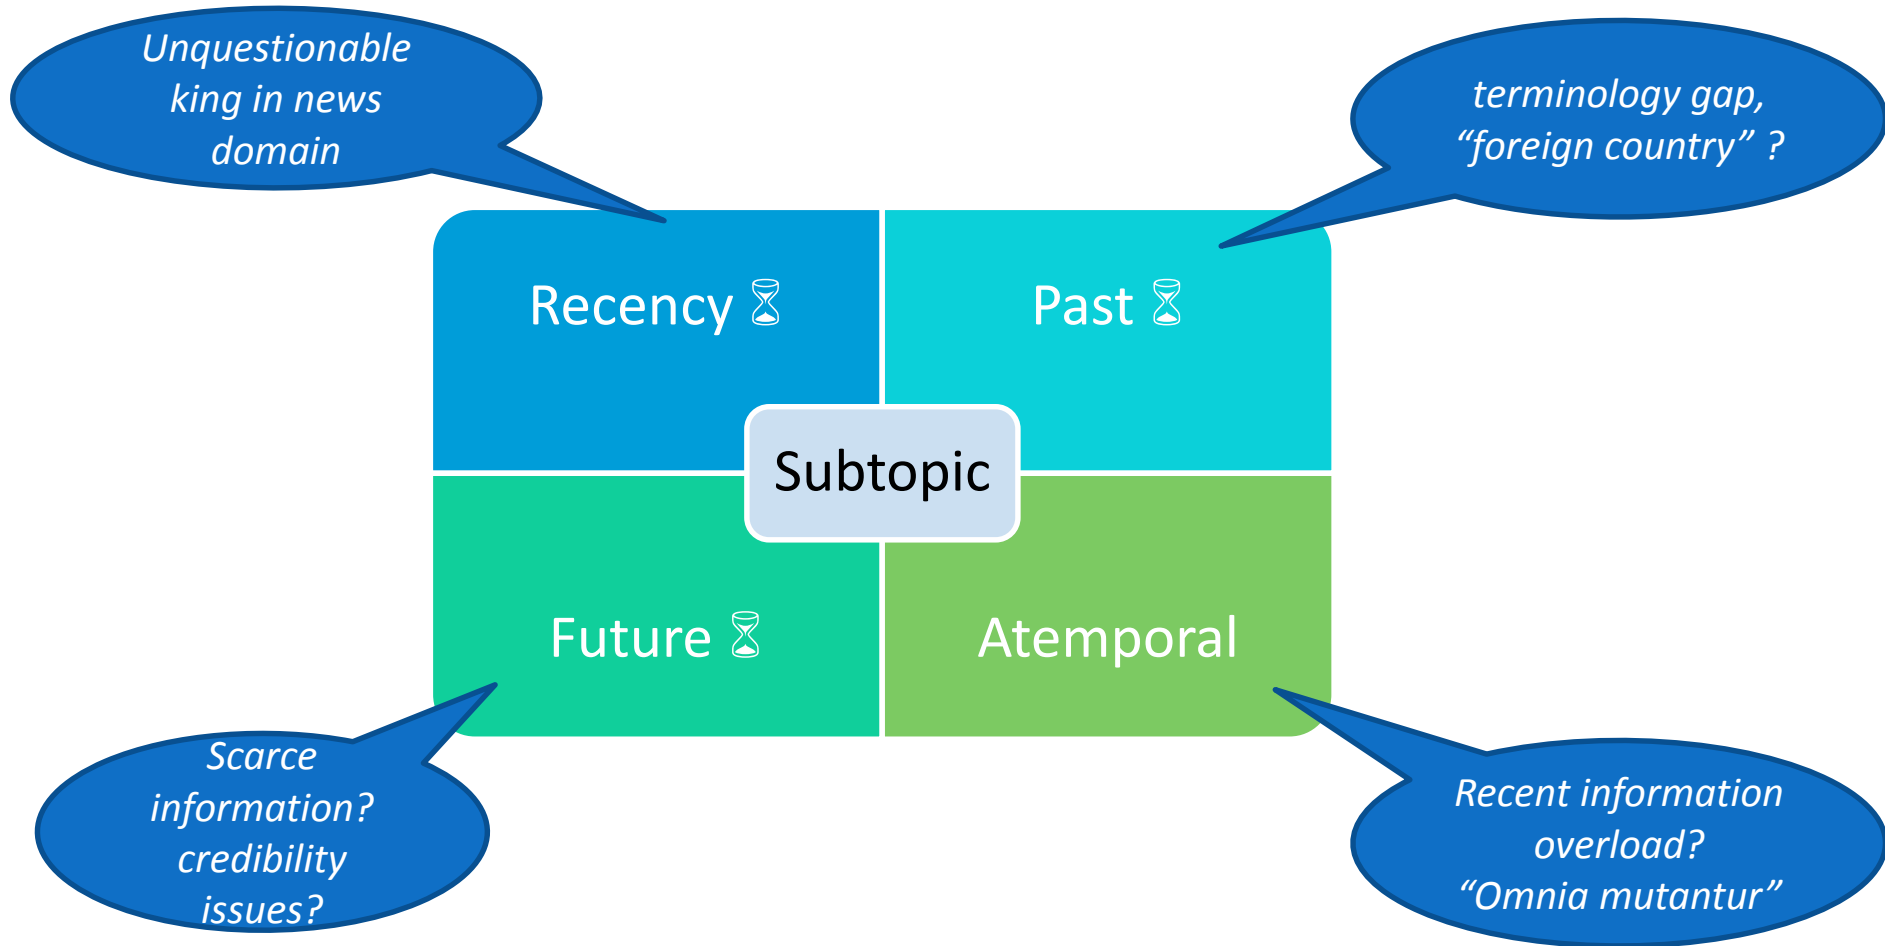 Unquestionable
king in news
domain
terminology gap,
“foreign country” ?
Recency ⏳
Past ⏳
Subtopic
Future ⏳
Atemporal
Scarce
information?
credibility
issues?
Recent information
overload?
“Omnia mutantur”